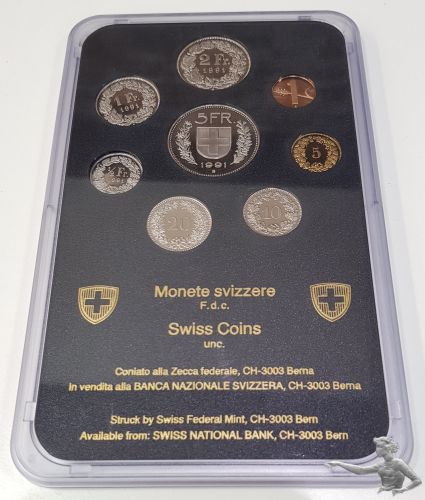 2 Fr.
1991
1 Fr.
1991
1
5 FR
1991
B
5
½ Fr.
1991
20
10
Monete svizzere
F.d.c.
Swiss Coins
unc.
Coniato alla Zecca federale, CH-3003 Berna
In vendita alla BANCA NAZIONALE SVIZZERA, CH-3003 Berna
Struck by Swiss Federal Mint, CH-3003 Bern
Available from: SWISS NATIONAL BANK, CH-3003 Bern